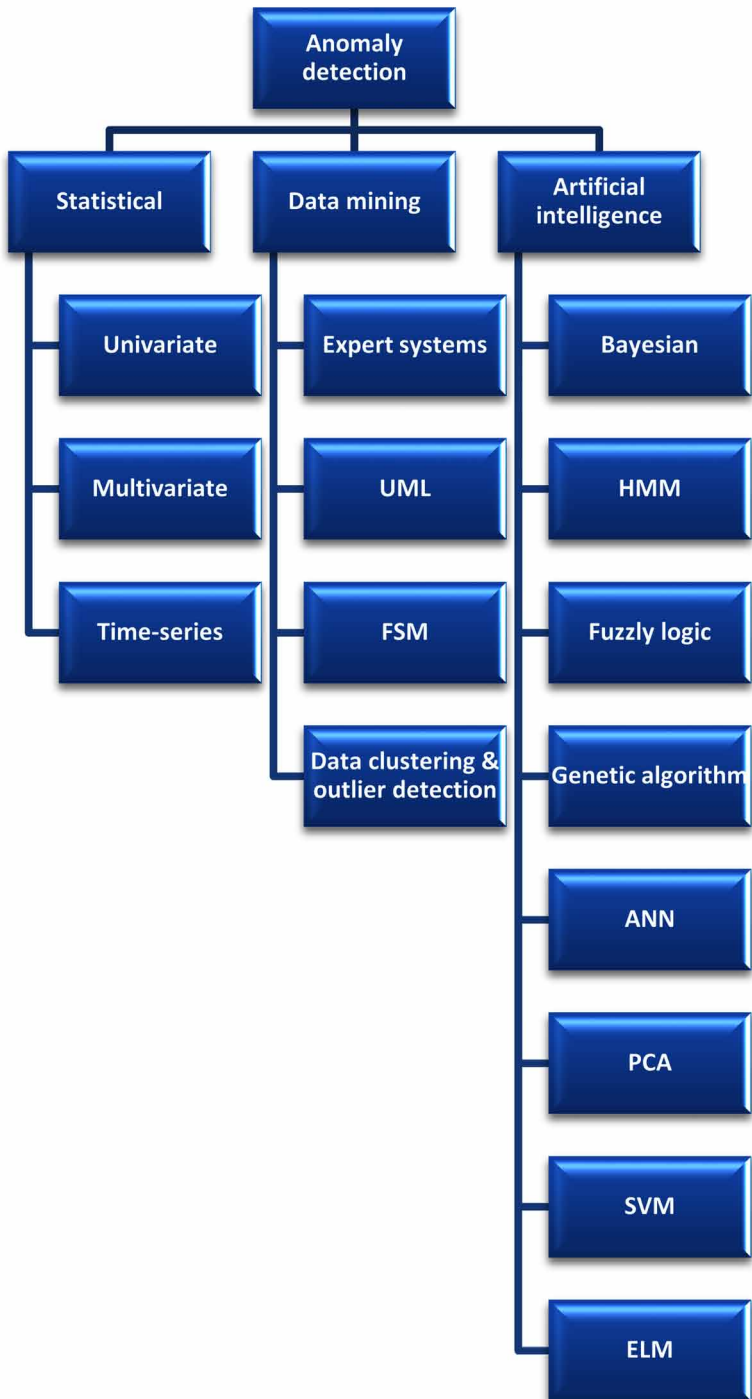 Anomaly
detection
Statistical
Univariate
Multivariate
Time-series
Data mining
Expert systems
UML
FSM
Data clustering &
outlier detection
Artificial
intelligence
Bayesian
HMM
Fuzzly logic
Genetic algorithm
ANN
PCA
SVM
ELM